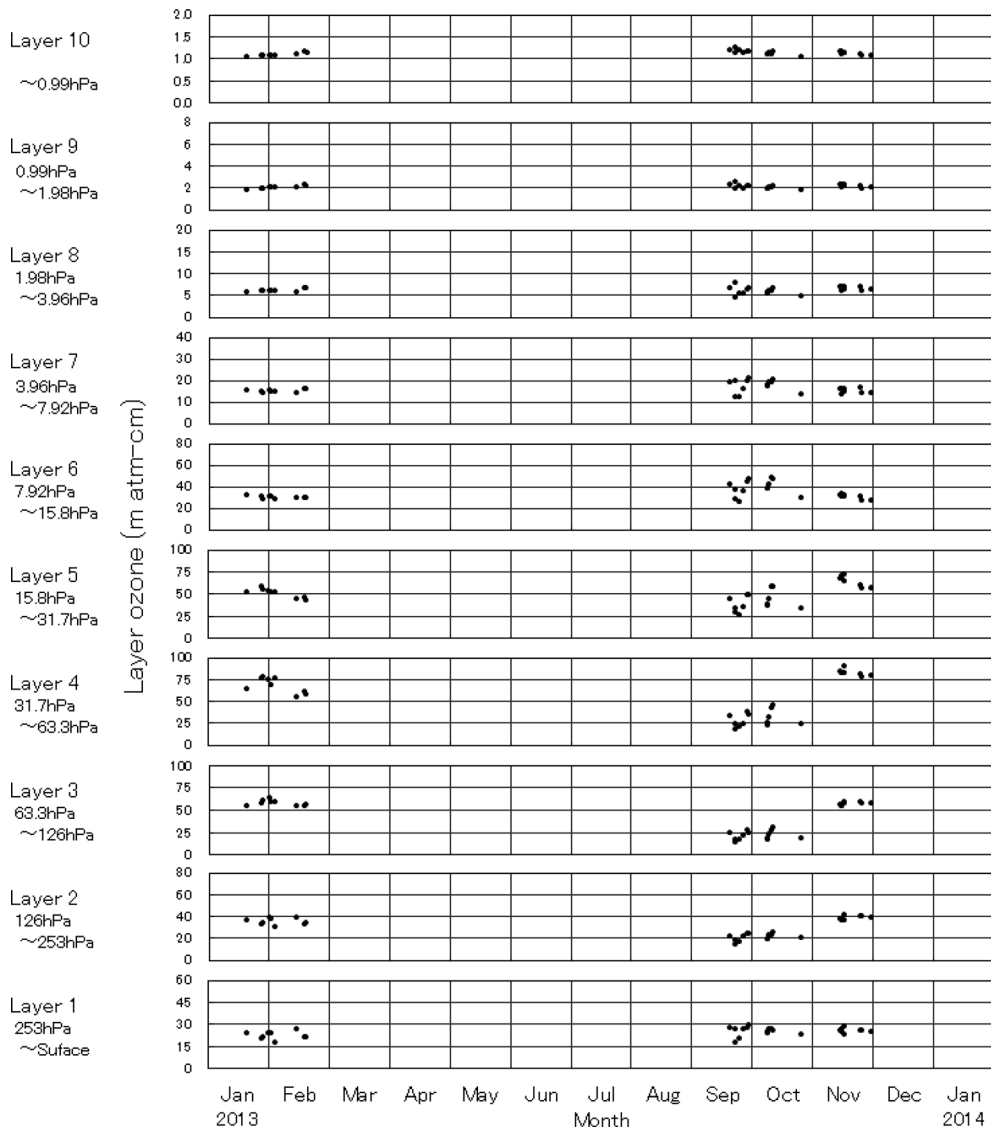 Layer 10
～0.99hPa
2.0
1.5
1.0
0.5
0.0
Layer 9
0.99hPa
～1.98hPa
8
6
4
2
0
Layer 8
1.98hPa
～3.96hPa
20
15
10
5
0
Layer 7
3.96hPa
～7.92hPa
40
30
20
10
0
Layer 6
7.92hPa
～15.8hPa
80
60
40
20
0
Layer 5
15.8hPa
～31.7hPa
100
75
50
25
0
Layer 4
31.7hPa
～63.3hPa
100
75
50
25
0
Layer 3
63.3hPa
～126hPa
100
75
50
25
0
Layer 2
126hPa
～253hPa
80
60
40
20
0
Layer 1
253hPa
～Suface
60
45
30
15
0
Layer ozone (m atm-cm)
Jan Feb Mar Apr May Jun Jul Aug Sep Oct Nov Dec Jan
2013 Month 2014